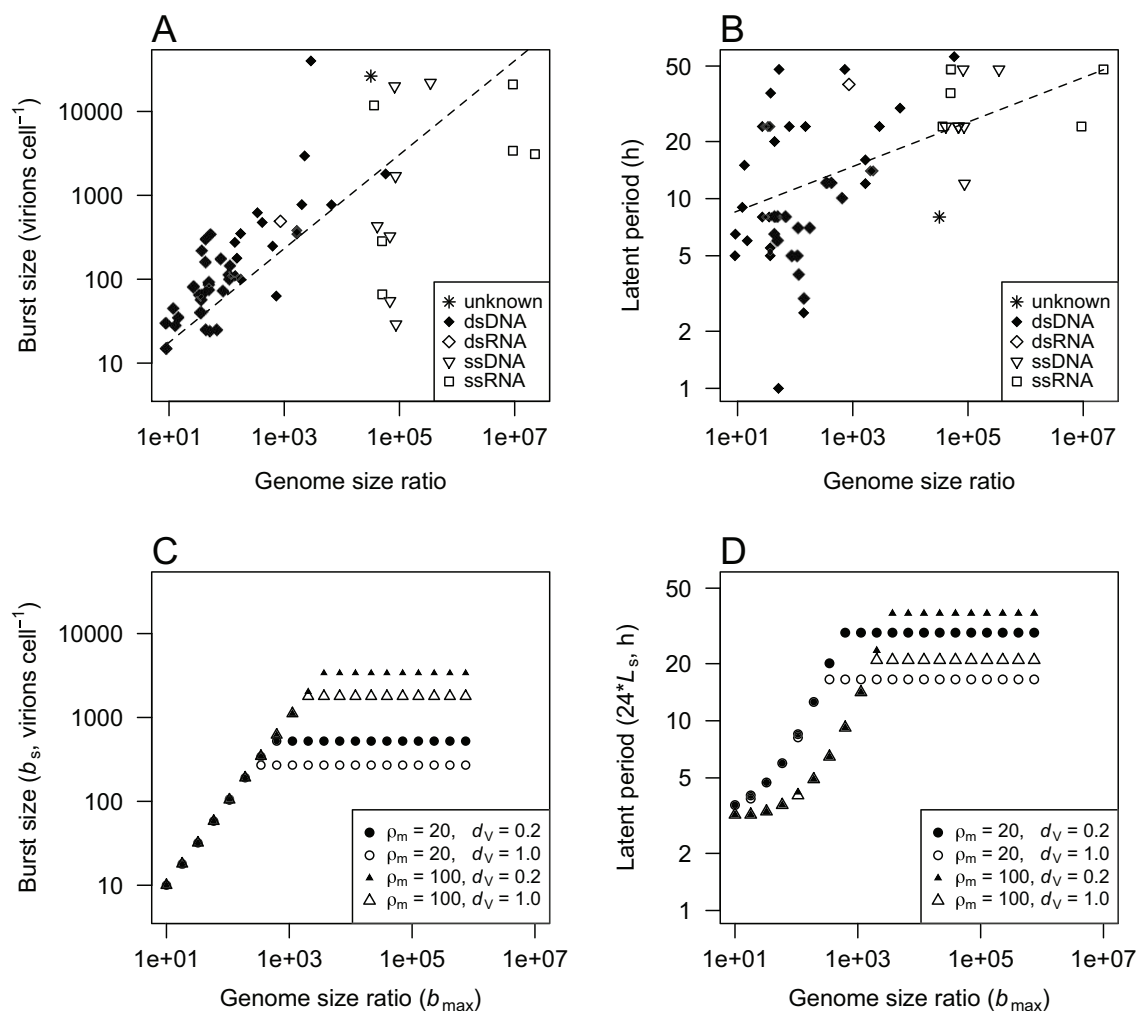 A
B
Burst size (virions cell⁻¹)
10000
1000
100
10
1e+01
1e+03
1e+05
1e+07
Genome size ratio
unknown
dsDNA
dsRNA
ssDNA
ssRNA
Latent period (h)
50
20
10
5
2
1
1e+01
1e+03
1e+05
1e+07
Genome size ratio
unknown
dsDNA
dsRNA
ssDNA
ssRNA
C
D
Burst size (bₛ, virions cell⁻¹)
10000
1000
100
10
1e+01
1e+03
1e+05
1e+07
Genome size ratio (bmax)
ρm = 20, dV = 0.2
ρm = 20, dV = 1.0
ρm = 100, dV = 0.2
ρm = 100, dV = 1.0
Latent period (24*Lₛ, h)
50
20
10
5
2
1
1e+01
1e+03
1e+05
1e+07
Genome size ratio (bmax)
ρm = 20, dV = 0.2
ρm = 20, dV = 1.0
ρm = 100, dV = 0.2
ρm = 100, dV = 1.0